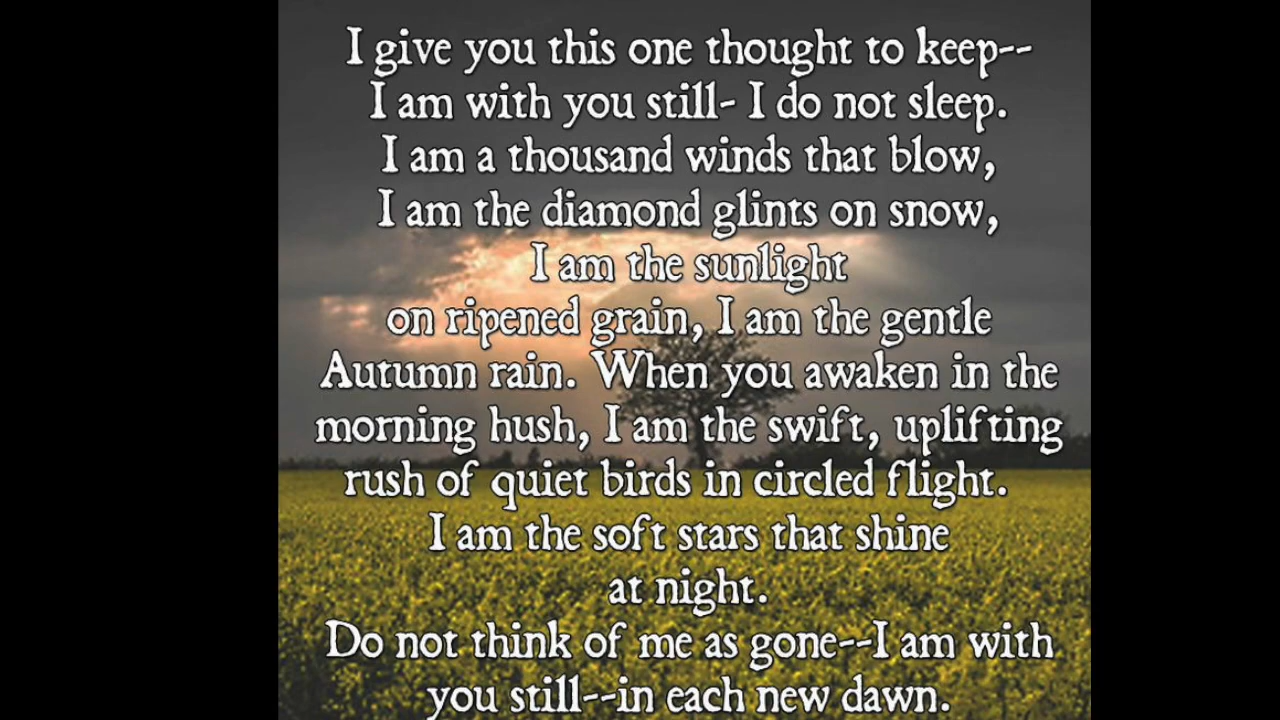 I give you this one thought to keep--
I am with you still- I do not sleep.
I am a thousand winds that blow,
I am the diamond glints on snow,
I am the sunlight
on ripened grain, I am the gentle
Autumn rain. When you awaken in the
morning hush, I am the swift, uplifting
rush of quiet birds in circled flight.
I am the soft stars that shine
at night.
Do not think of me as gone--I am with
you still--in each new dawn.